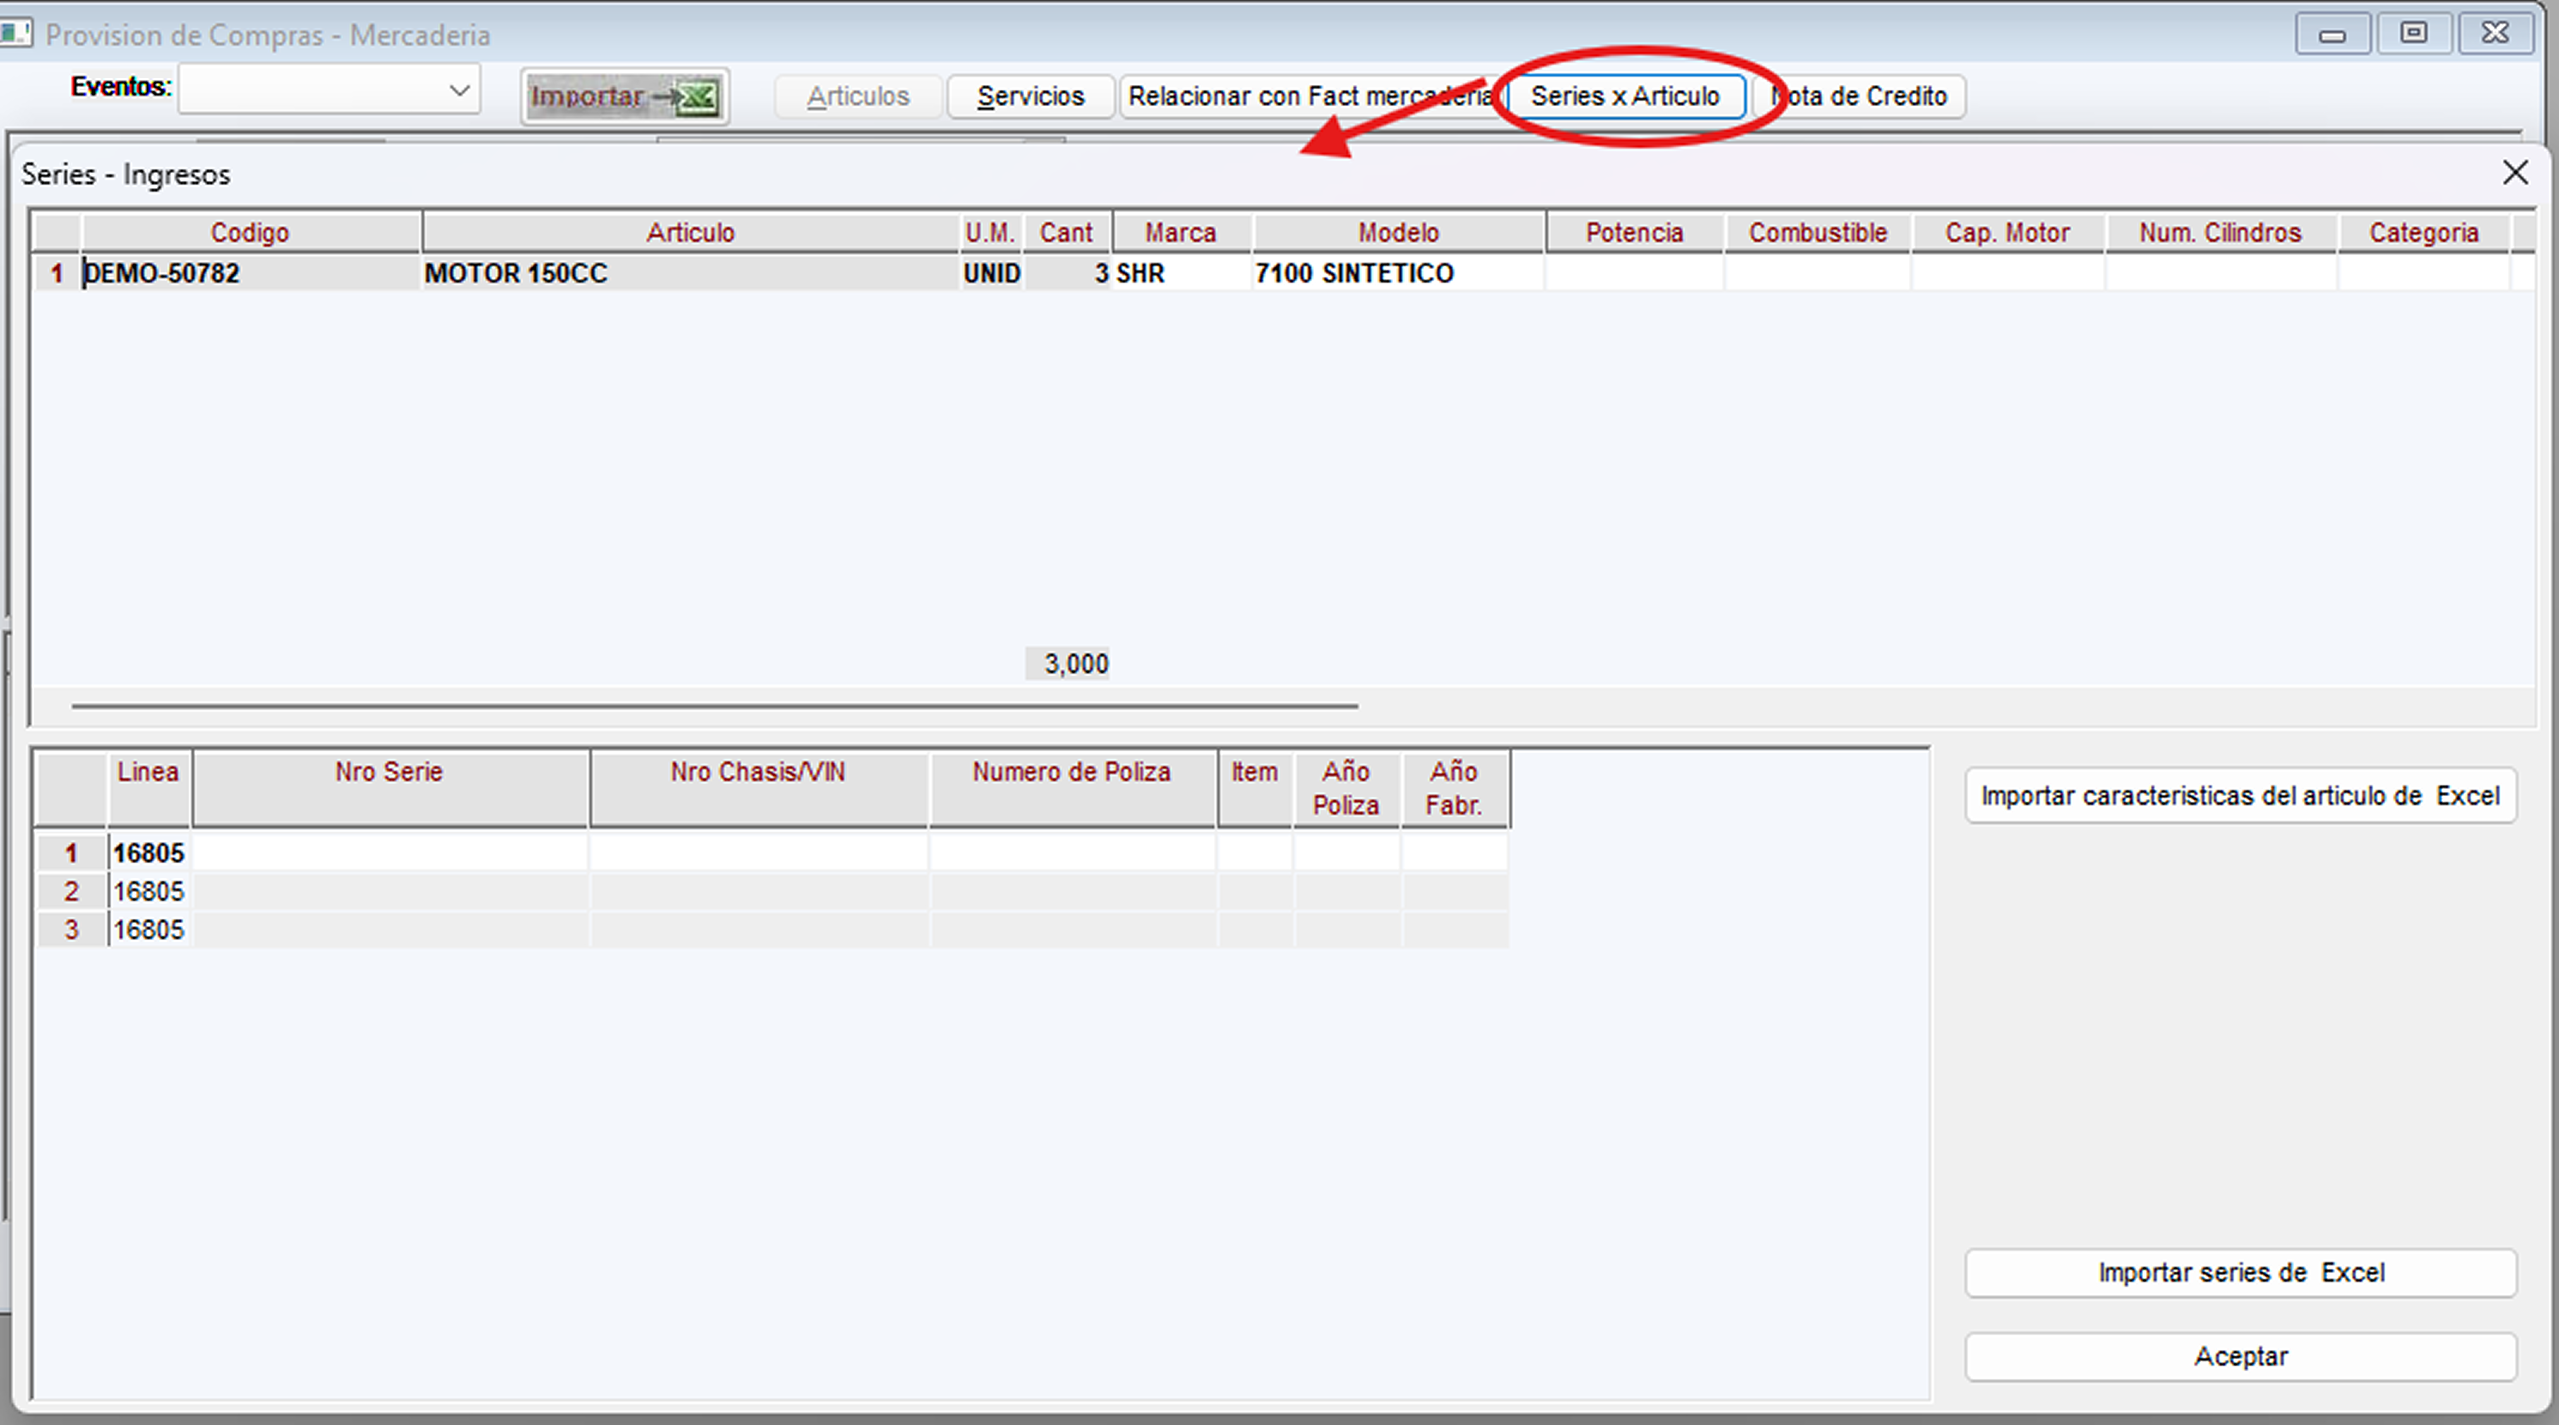 Provision de Compras - Mercaderia
Eventos:
Importar
Articulos
Servicios
Relacionar con Fact mercaderia
Series x Articulo
Nota de Credito
Series - Ingresos
Codigo Articulo U.M. Cant Marca Modelo Potencia Combustible Cap. Motor Num. Cilindros Categoria
1 DEMO-50782 MOTOR 150CC UNID 3 SHR 7100 SINTETICO
3,000
Linea Nro Serie Nro Chasis/VIN Numero de Poliza Item Año Poliza Año Fabr.
1 16805
2 16805
3 16805
Importar caracteristicas del articulo de Excel
Importar series de Excel
Aceptar